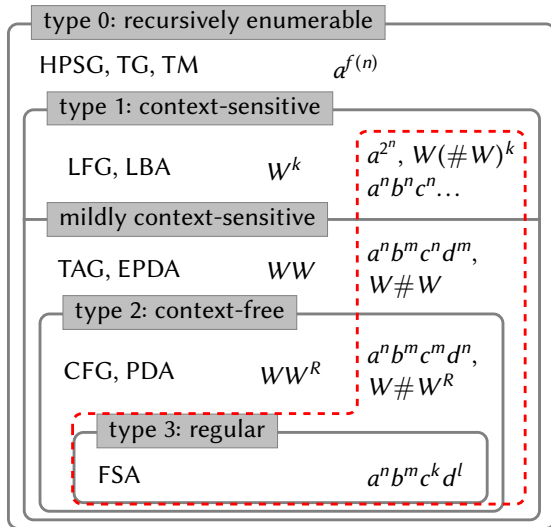 type 0: recursively enumerable
HPSG, TG, TM a^{f(n)}
type 1: context-sensitive
LFG, LBA W^k a^{2^n}, W(#W)^k
a^n b^n c^n ...
mildly context-sensitive
TAG, EPDA WW a^n b^m c^n d^m,
W#W
type 2: context-free
CFG, PDA WW^R a^n b^m c^m d^n,
W#W^R
type 3: regular
FSA a^n b^m c^k d^l